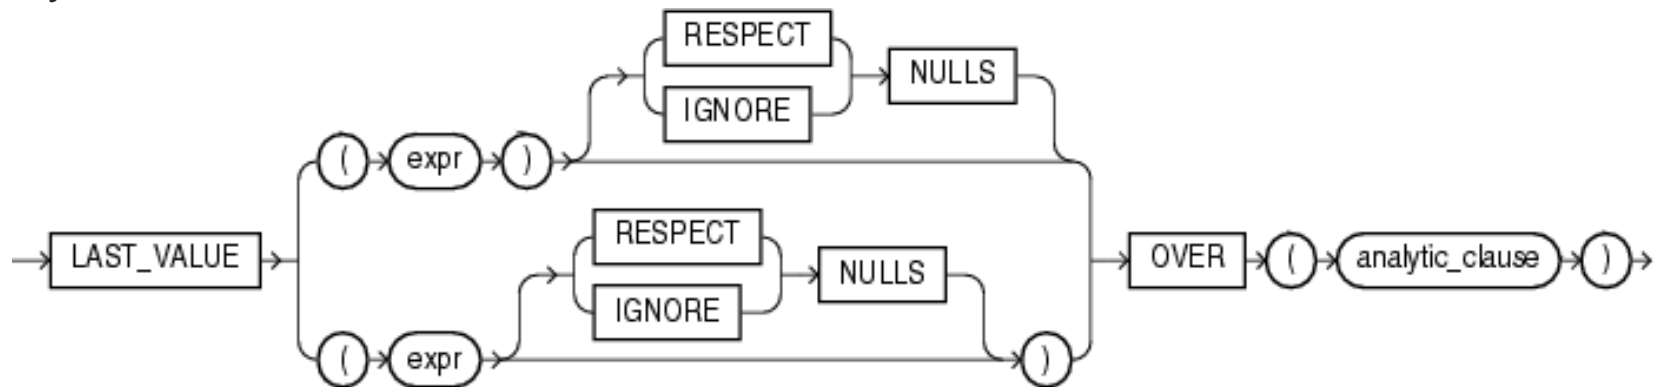 RESPECT
IGNORE
NULLS
( expr )
LAST_VALUE
RESPECT
IGNORE
NULLS
( expr )
OVER ( analytic_clause )